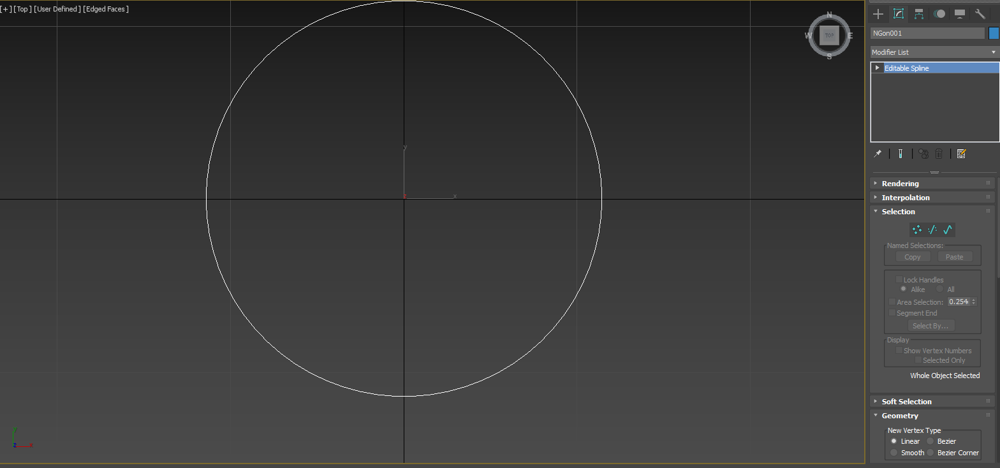 [+] [Top] [User Defined] [Edged Faces]
N
W TOP E
S
y
x
y
z x
NGon001
Modifier List
Editable Spline
Rendering
Interpolation
Selection
Named Selections:
Copy Paste
Lock Handles
Alike All
Area Selection: 0.254
Segment End
Select By...
Display
Show Vertex Numbers
Selected Only
Whole Object Selected
Soft Selection
Geometry
New Vertex Type
Linear Bezier
Smooth Bezier Corner